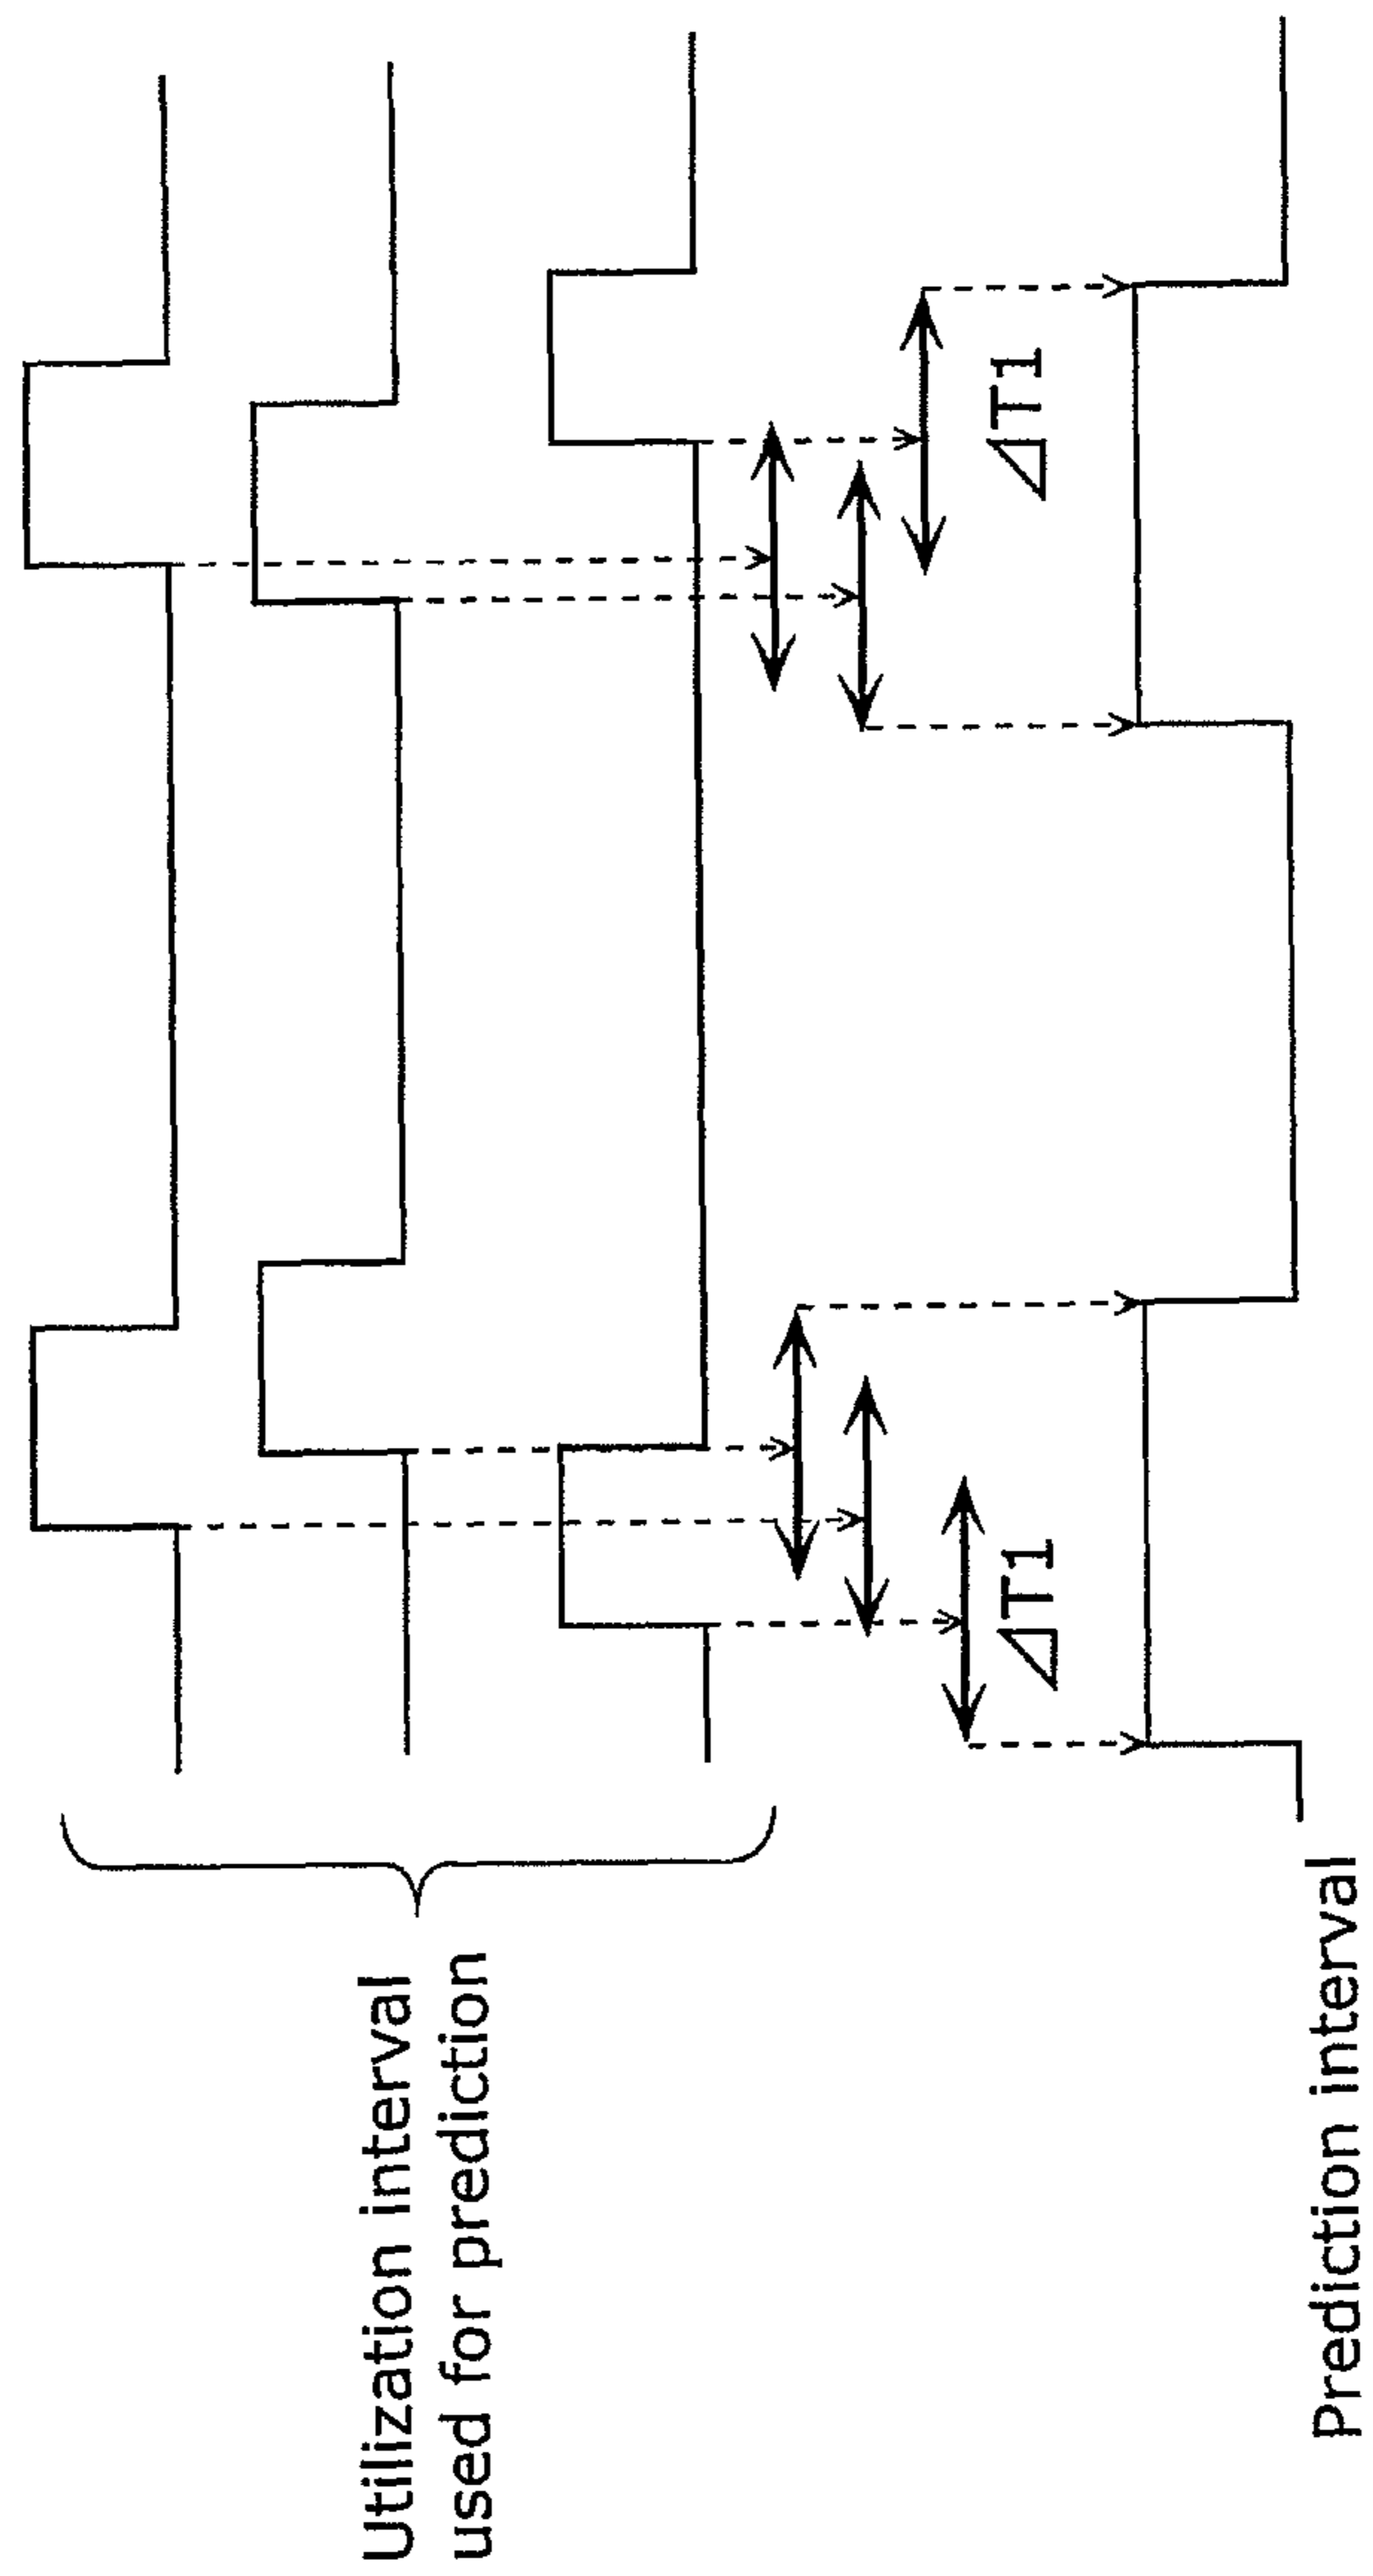 Utilization interval
used for prediction
ΔT1
ΔT1
Prediction interval